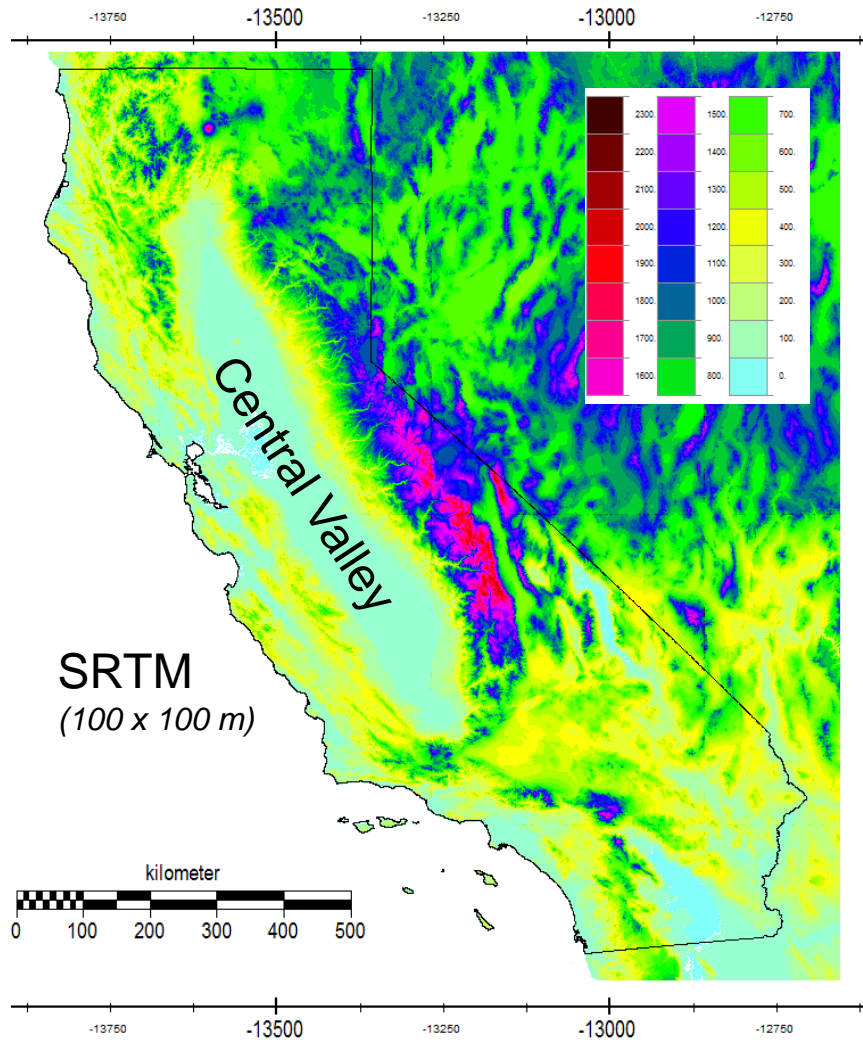 -13750 -13500 -13250 -13000 -12750
2300. 1500. 700.
2200. 1400. 600.
2100. 1300. 500.
2000. 1200. 400.
1900. 1100. 300.
1800. 1000. 200.
1700. 900. 100.
1600. 800. 0.
Central Valley
SRTM
(100 x 100 m)
kilometer
0 100 200 300 400 500
-13750 -13500 -13250 -13000 -12750